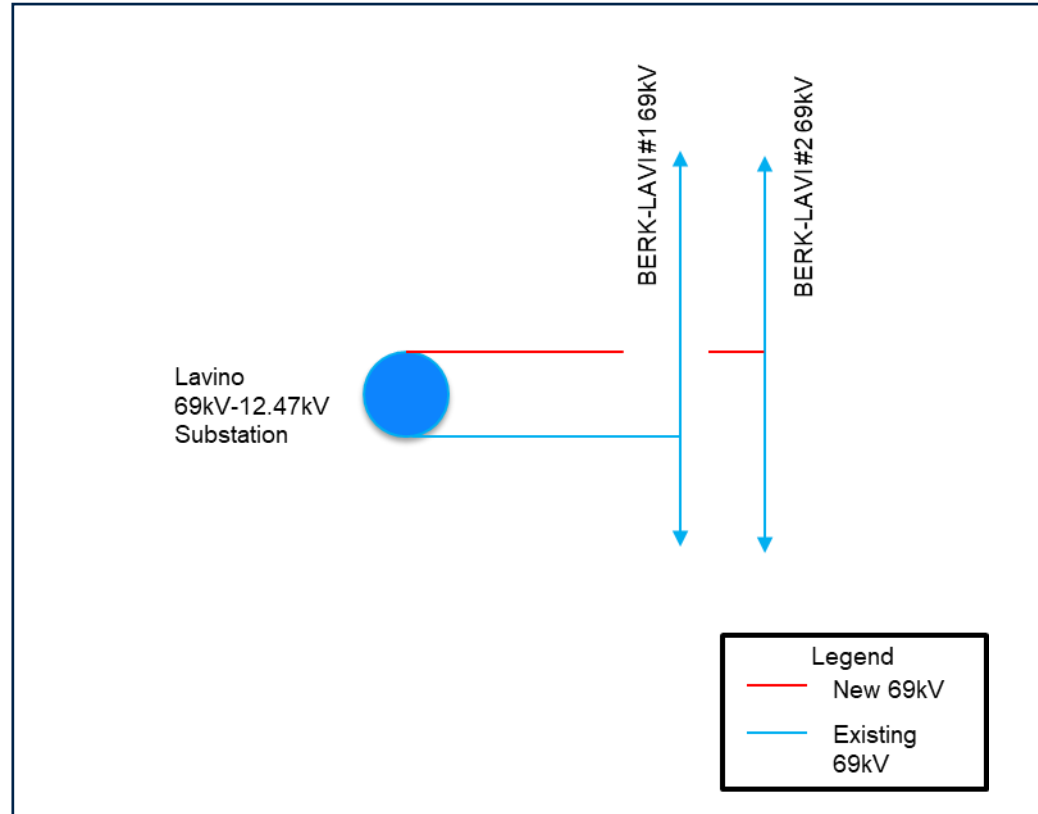 BERK-LAVI #1 69kV
BERK-LAVI #2 69kV
Lavino
69kV-12.47kV
Substation
Legend
New 69kV
Existing
69kV